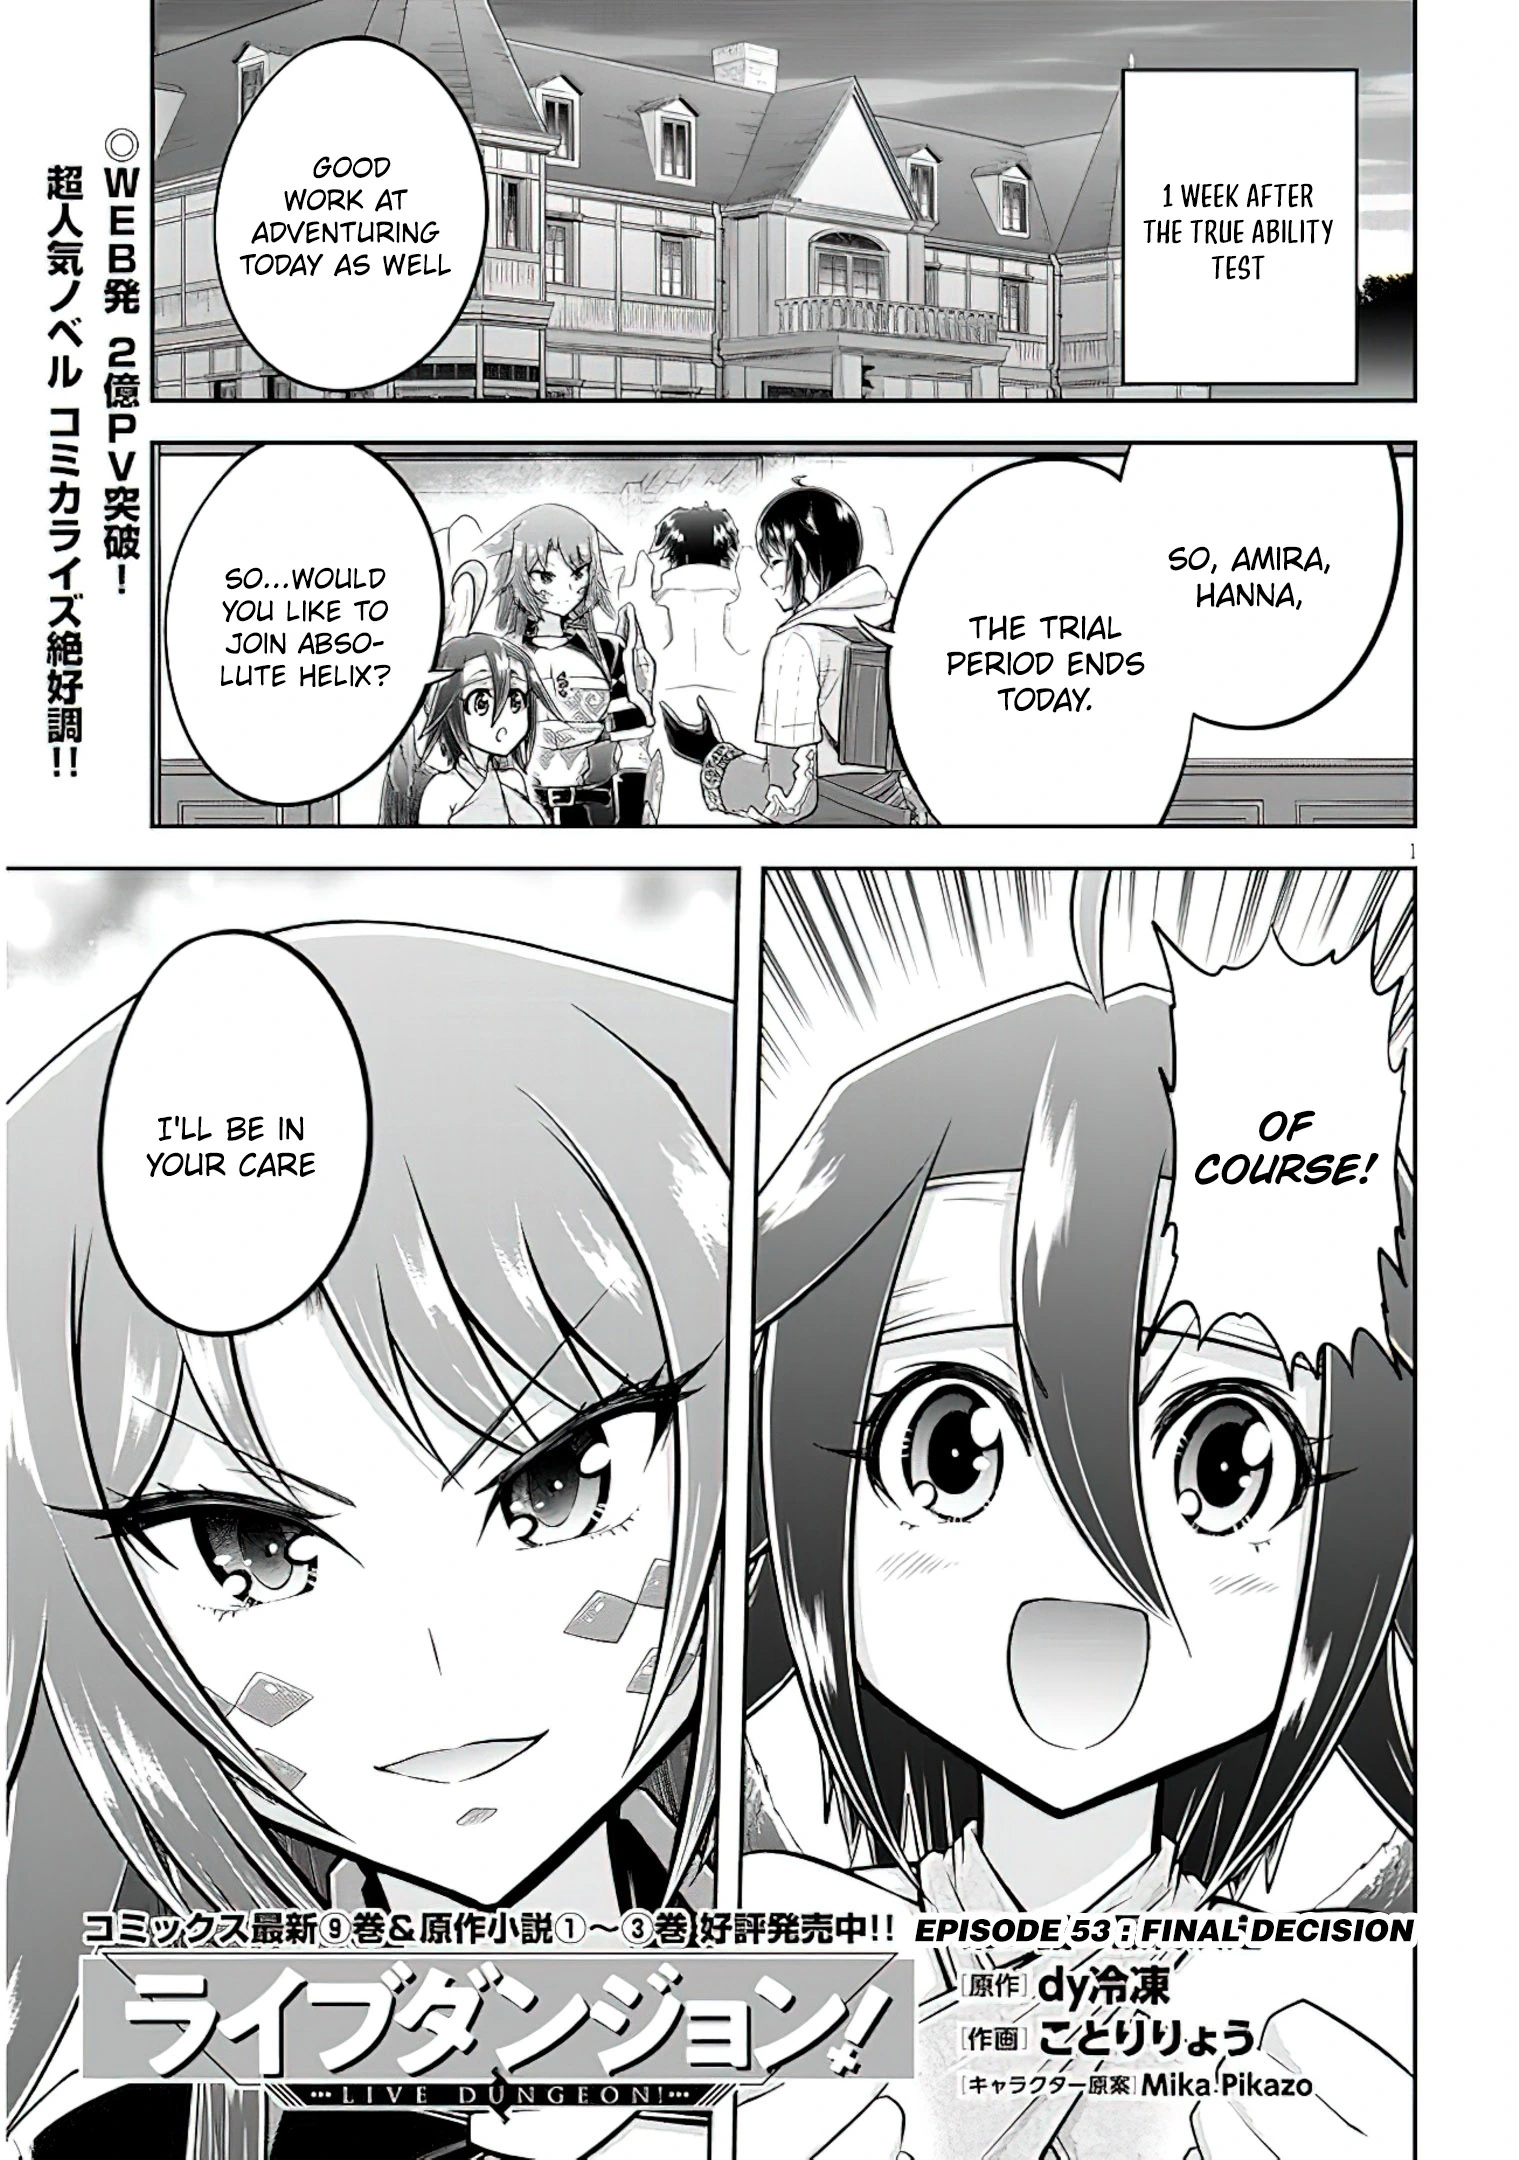 1 WEEK AFTER
THE TRUE ABILITY
TEST
GOOD
WORK AT
ADVENTURING
TODAY AS WELL
◎WEB発 2億PV突破!
超人気ノベル コミカライズ絶好調!!
SO, AMIRA,
HANNA,
THE TRIAL
PERIOD ENDS
TODAY.
SO...WOULD
YOU LIKE TO
JOIN ABSO-
LUTE HELIX?
1
OF
COURSE!
I'LL BE IN
YOUR CARE
コミックス最新⑨巻&原作小説①~③巻 好評発売中!!
EPISODE 53 : FINAL DECISION
ライブダンジョン!
…LIVE DUNGEON!…
[原作] dy冷凍
[作画] ことりりょう
[キャラクター原案] Mika Pikazo